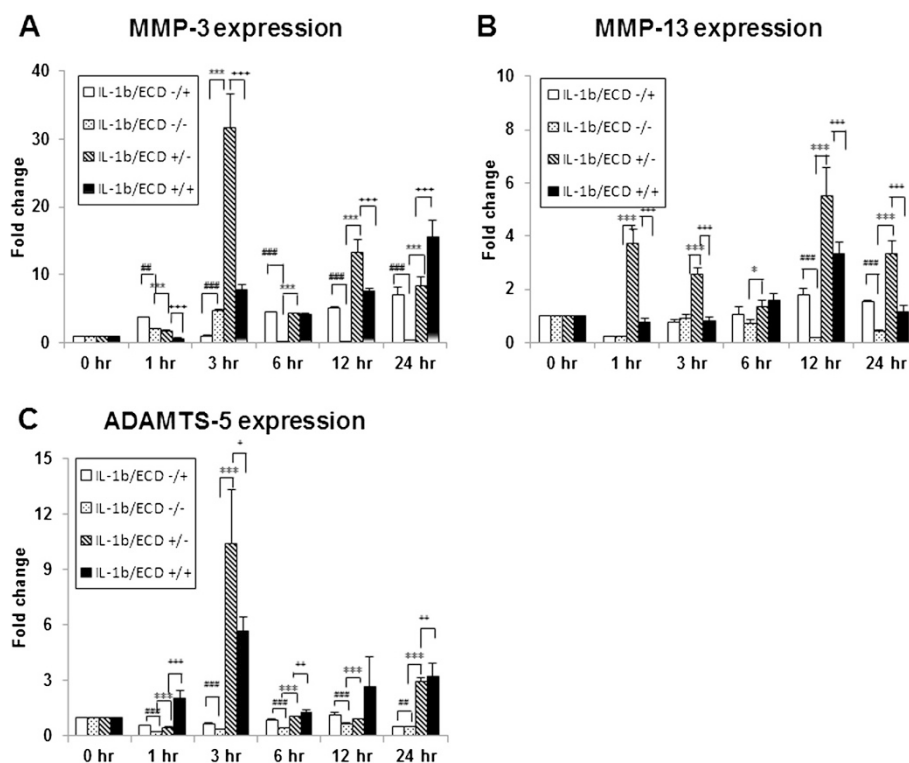 A
MMP-3 expression
40
30
20
10
0
Fold change
IL-1b/ECD -/+
IL-1b/ECD -/-
IL-1b/ECD +/-
IL-1b/ECD +/+
***
+++
##
***
+++
###
###
***
###
***
+++
###
***
+++
0 hr 1 hr 3 hr 6 hr 12 hr 24 hr
B
MMP-13 expression
10
8
6
4
2
0
Fold change
IL-1b/ECD -/+
IL-1b/ECD -/-
IL-1b/ECD +/-
IL-1b/ECD +/+
***
+++
***
+++
*
###
***
+++
###
***
+++
0 hr 1 hr 3 hr 6 hr 12 hr 24 hr
C
ADAMTS-5 expression
15
12
9
6
3
0
Fold change
IL-1b/ECD -/+
IL-1b/ECD -/-
IL-1b/ECD +/-
IL-1b/ECD +/+
###
***
+++
###
***
+
###
***
++
###
***
##
***
++
0 hr 1 hr 3 hr 6 hr 12 hr 24 hr